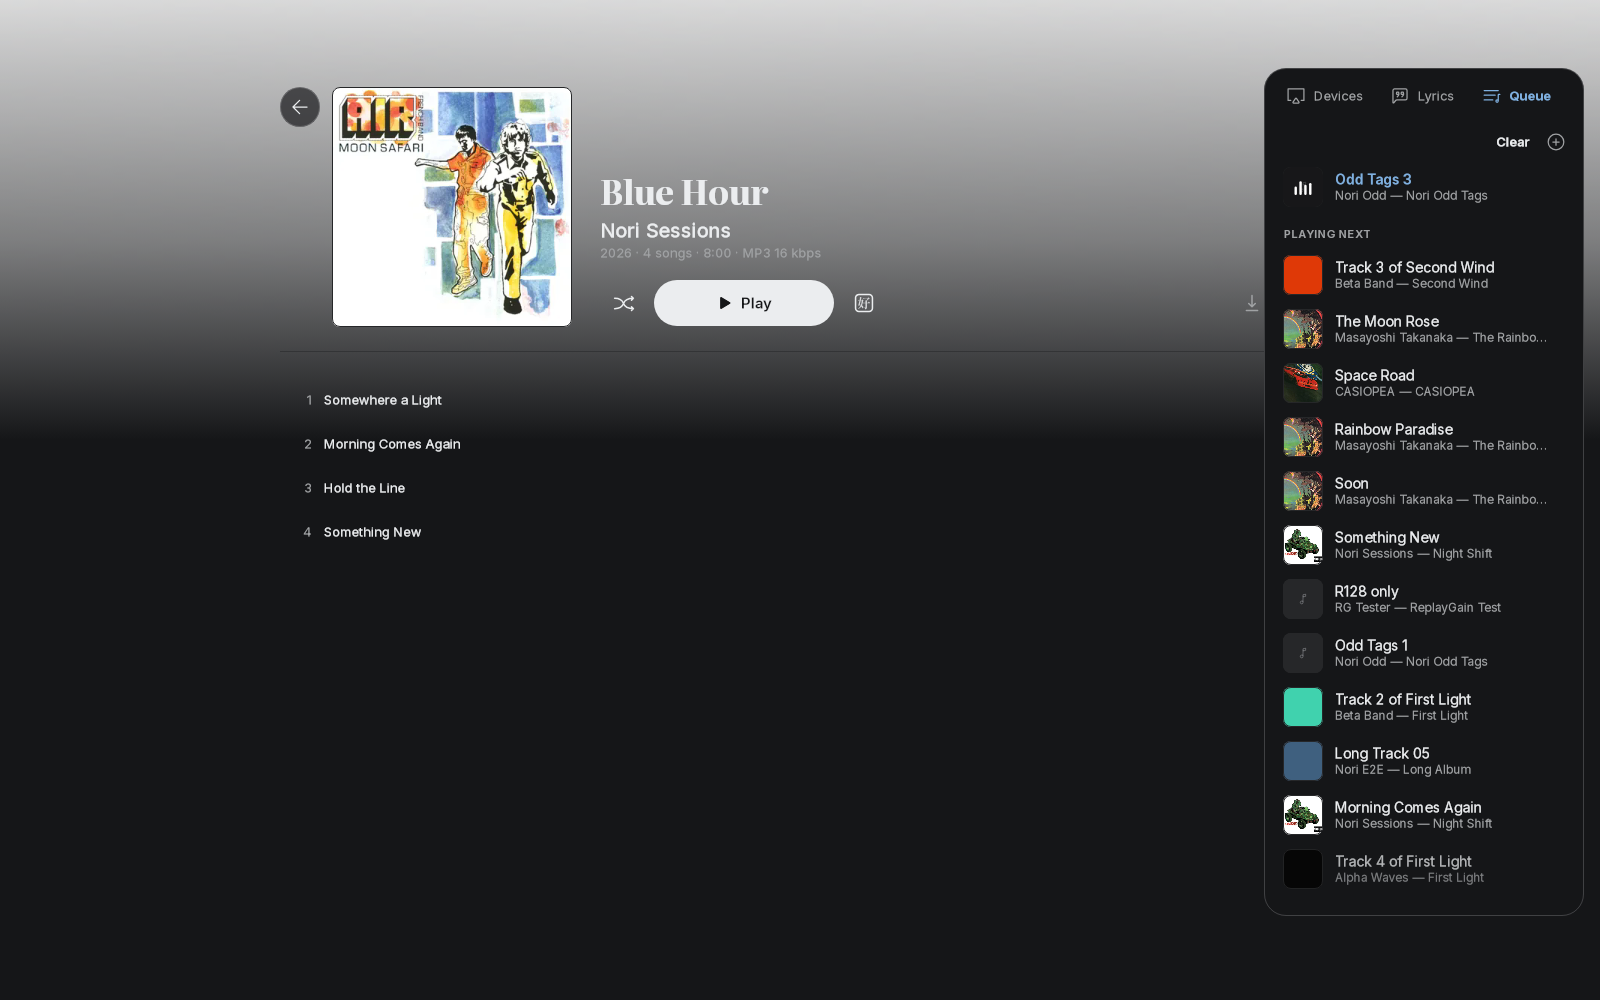 AIR
FRENCH BAND
MOON SAFARI
Blue Hour
Nori Sessions
2026 · 4 songs · 8:00 · MP3 16 kbps
Play
好
1 Somewhere a Light
2 Morning Comes Again
3 Hold the Line
4 Something New
Devices
Lyrics
Queue
Clear
Odd Tags 3
Nori Odd — Nori Odd Tags
PLAYING NEXT
Track 3 of Second Wind
Beta Band — Second Wind
The Moon Rose
Masayoshi Takanaka — The Rainbo...
Space Road
CASIOPEA — CASIOPEA
Rainbow Paradise
Masayoshi Takanaka — The Rainbo...
Soon
Masayoshi Takanaka — The Rainbo...
Something New
Nori Sessions — Night Shift
R128 only
RG Tester — ReplayGain Test
Odd Tags 1
Nori Odd — Nori Odd Tags
Track 2 of First Light
Beta Band — First Light
Long Track 05
Nori E2E — Long Album
Morning Comes Again
Nori Sessions — Night Shift
Track 4 of First Light
Alpha Waves — First Light